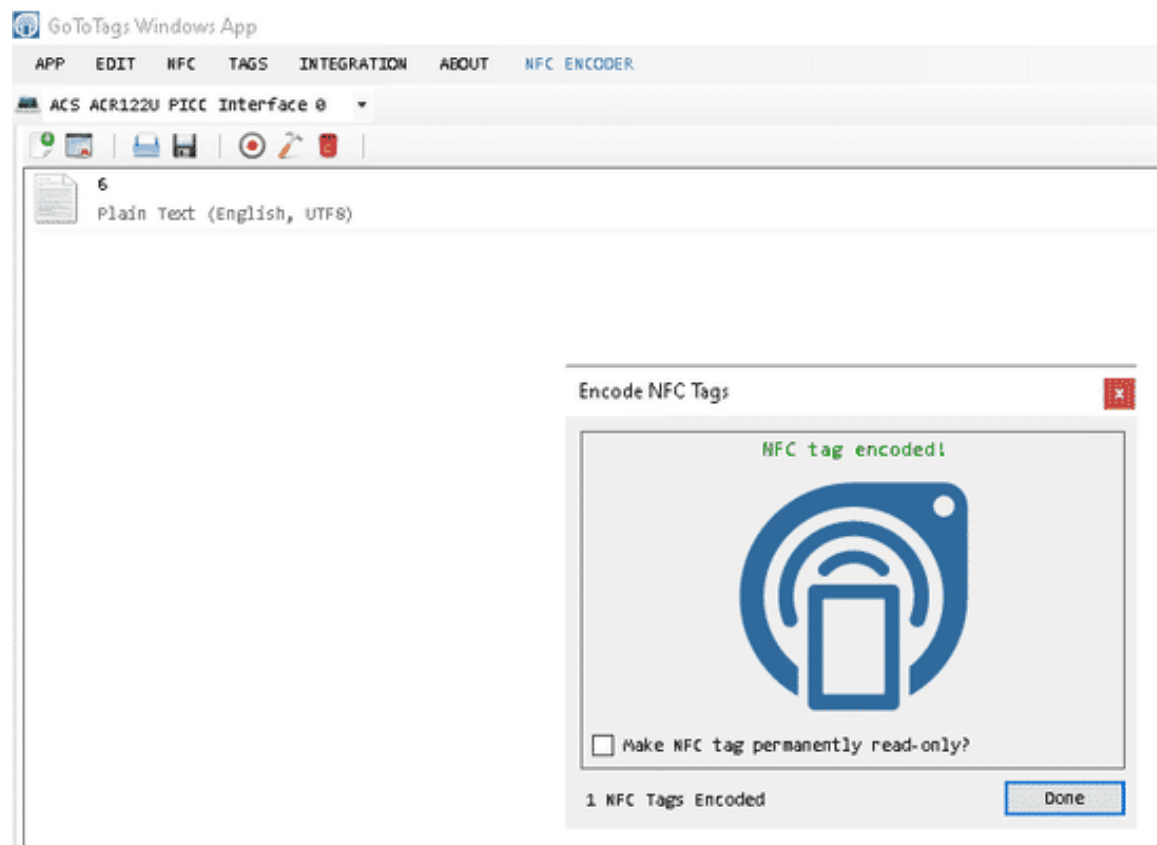 GoToTags Windows App
APP EDIT NFC TAGS INTEGRATION ABOUT NFC ENCODER
ACS ACR122U PICC Interface 0
6
Plain Text (English, UTF8)
Encode NFC Tags
NFC tag encoded!
Make NFC tag permanently read-only?
1 NFC Tags Encoded
Done